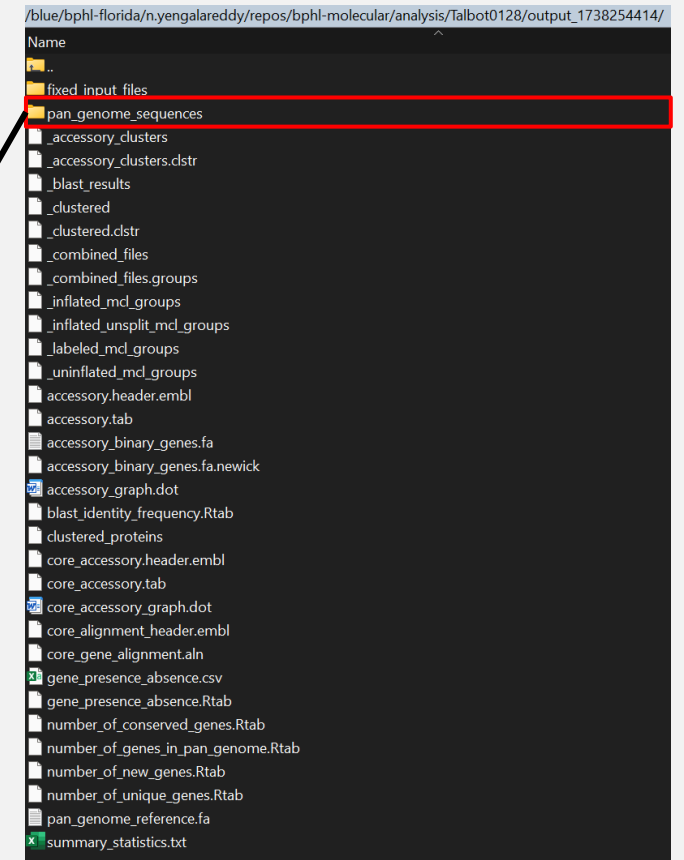 /blue/bphl-florida/n.yengalareddy/repos/bphl-molecular/analysis/Talbot0128/output_1738254414/
Name
..
fixed_input_files
pan_genome_sequences
_accessory_clusters
_accessory_clusters.clstr
_blast_results
_clustered
_clustered.clstr
_combined_files
_combined_files.groups
_inflated_mcl_groups
_inflated_unsplit_mcl_groups
_labeled_mcl_groups
_uninflated_mcl_groups
accessory.header.embl
accessory.tab
accessory_binary_genes.fa
accessory_binary_genes.fa.newick
accessory_graph.dot
blast_identity_frequency.Rtab
clustered_proteins
core_accessory.header.embl
core_accessory.tab
core_accessory_graph.dot
core_alignment_header.embl
core_gene_alignment.aln
gene_presence_absence.csv
gene_presence_absence.Rtab
number_of_conserved_genes.Rtab
number_of_genes_in_pan_genome.Rtab
number_of_new_genes.Rtab
number_of_unique_genes.Rtab
pan_genome_reference.fa
summary_statistics.txt